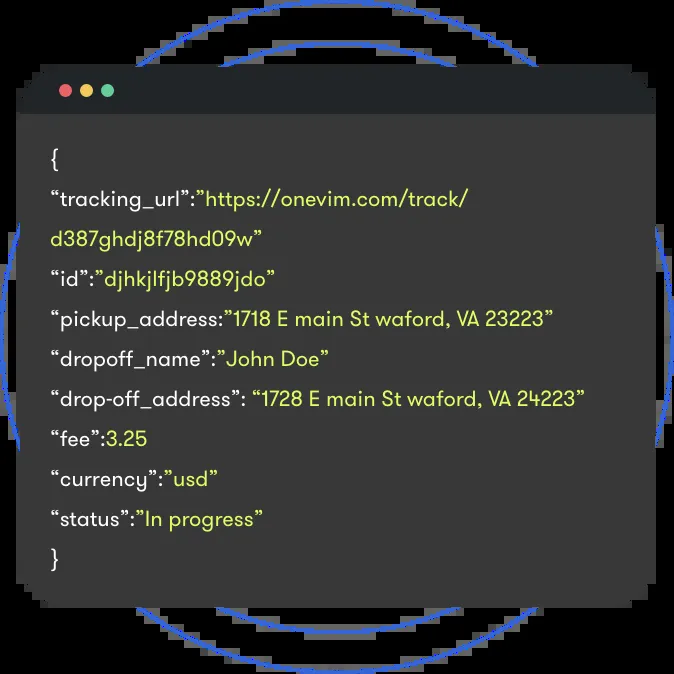 {
“tracking_url”:”https://onevim.com/track/
d387ghdj8f78hd09w”
“id”:”djhkjlfjb9889jdo”
“pickup_address:”1718 E main St waford, VA 23223”
“dropoff_name”:”John Doe”
“drop-off_address”: “1728 E main St waford, VA 24223”
“fee”:3.25
“currency”:”usd”
“status”:”In progress”
}